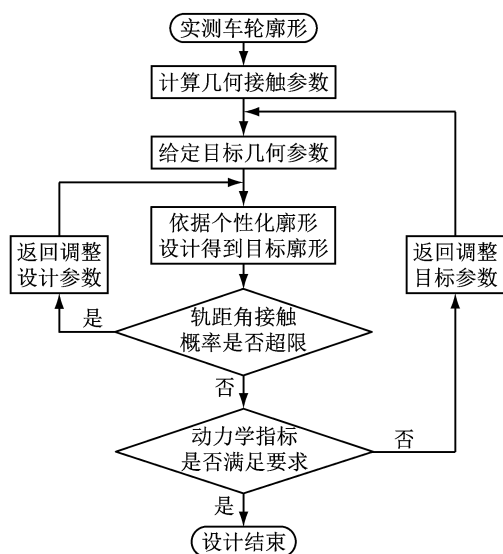 实测车轮廓形
计算几何接触参数
给定目标几何参数
依据个性化廓形
设计得到目标廓形
返回调整
设计参数
返回调整
目标参数
是
轨距角接触
概率是否超限
否
动力学指标
是否满足要求
否
是
设计结束